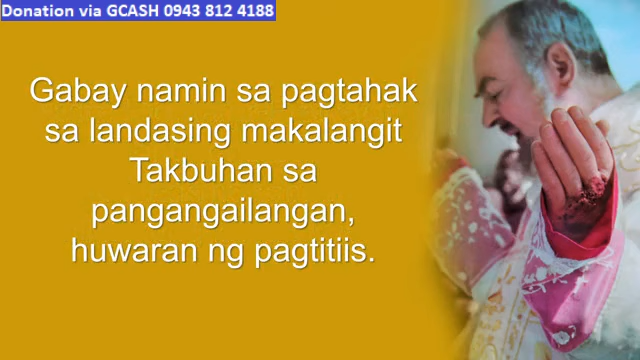 Donation via GCASH 0943 812 4188
Gabay namin sa pagtahak
sa landasing makalangit
Takbuhan sa
pangangailangan,
huwaran ng pagtitiis.